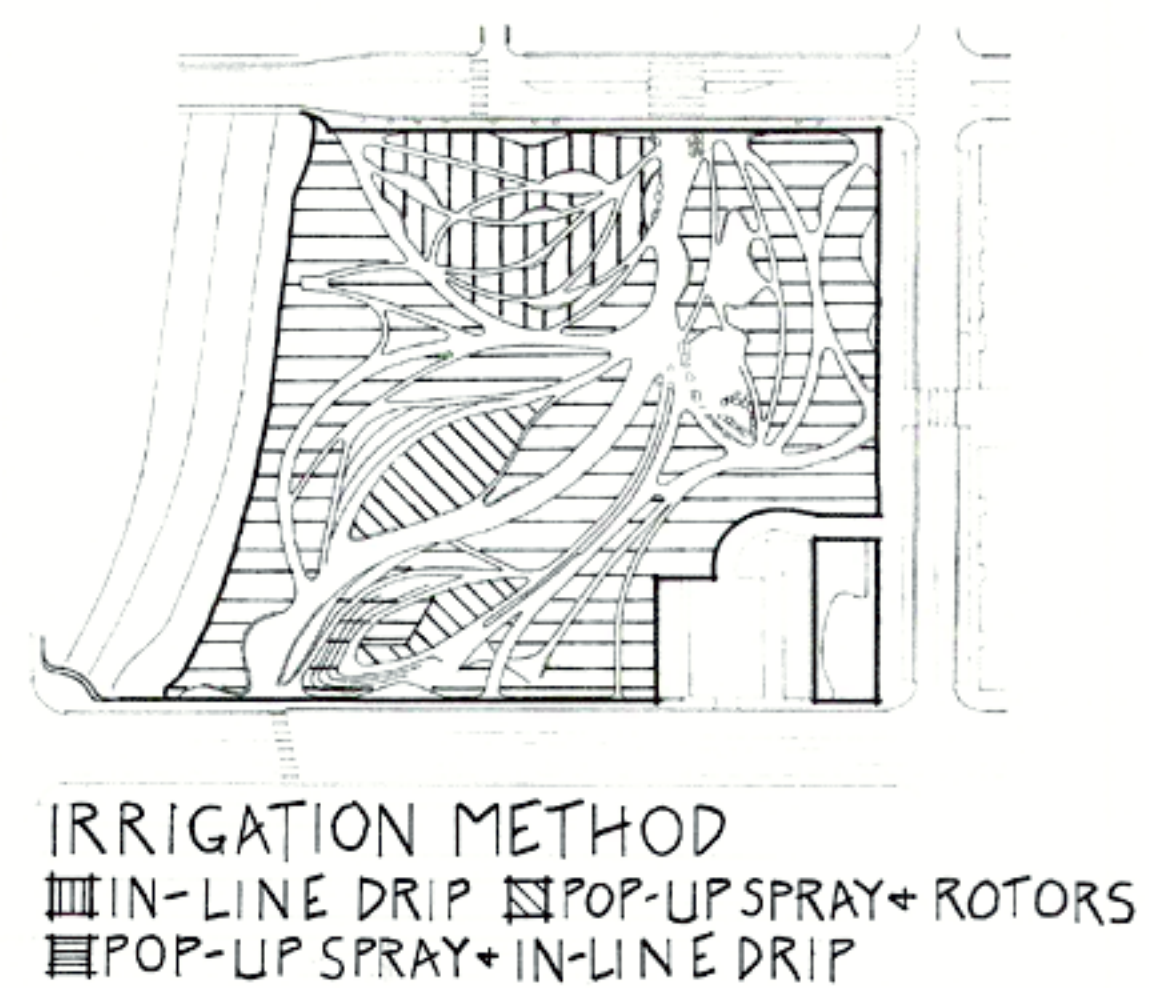 IRRIGATION METHOD
IN-LINE DRIP POP-UP SPRAY + ROTORS
POP-UP SPRAY + IN-LINE DRIP